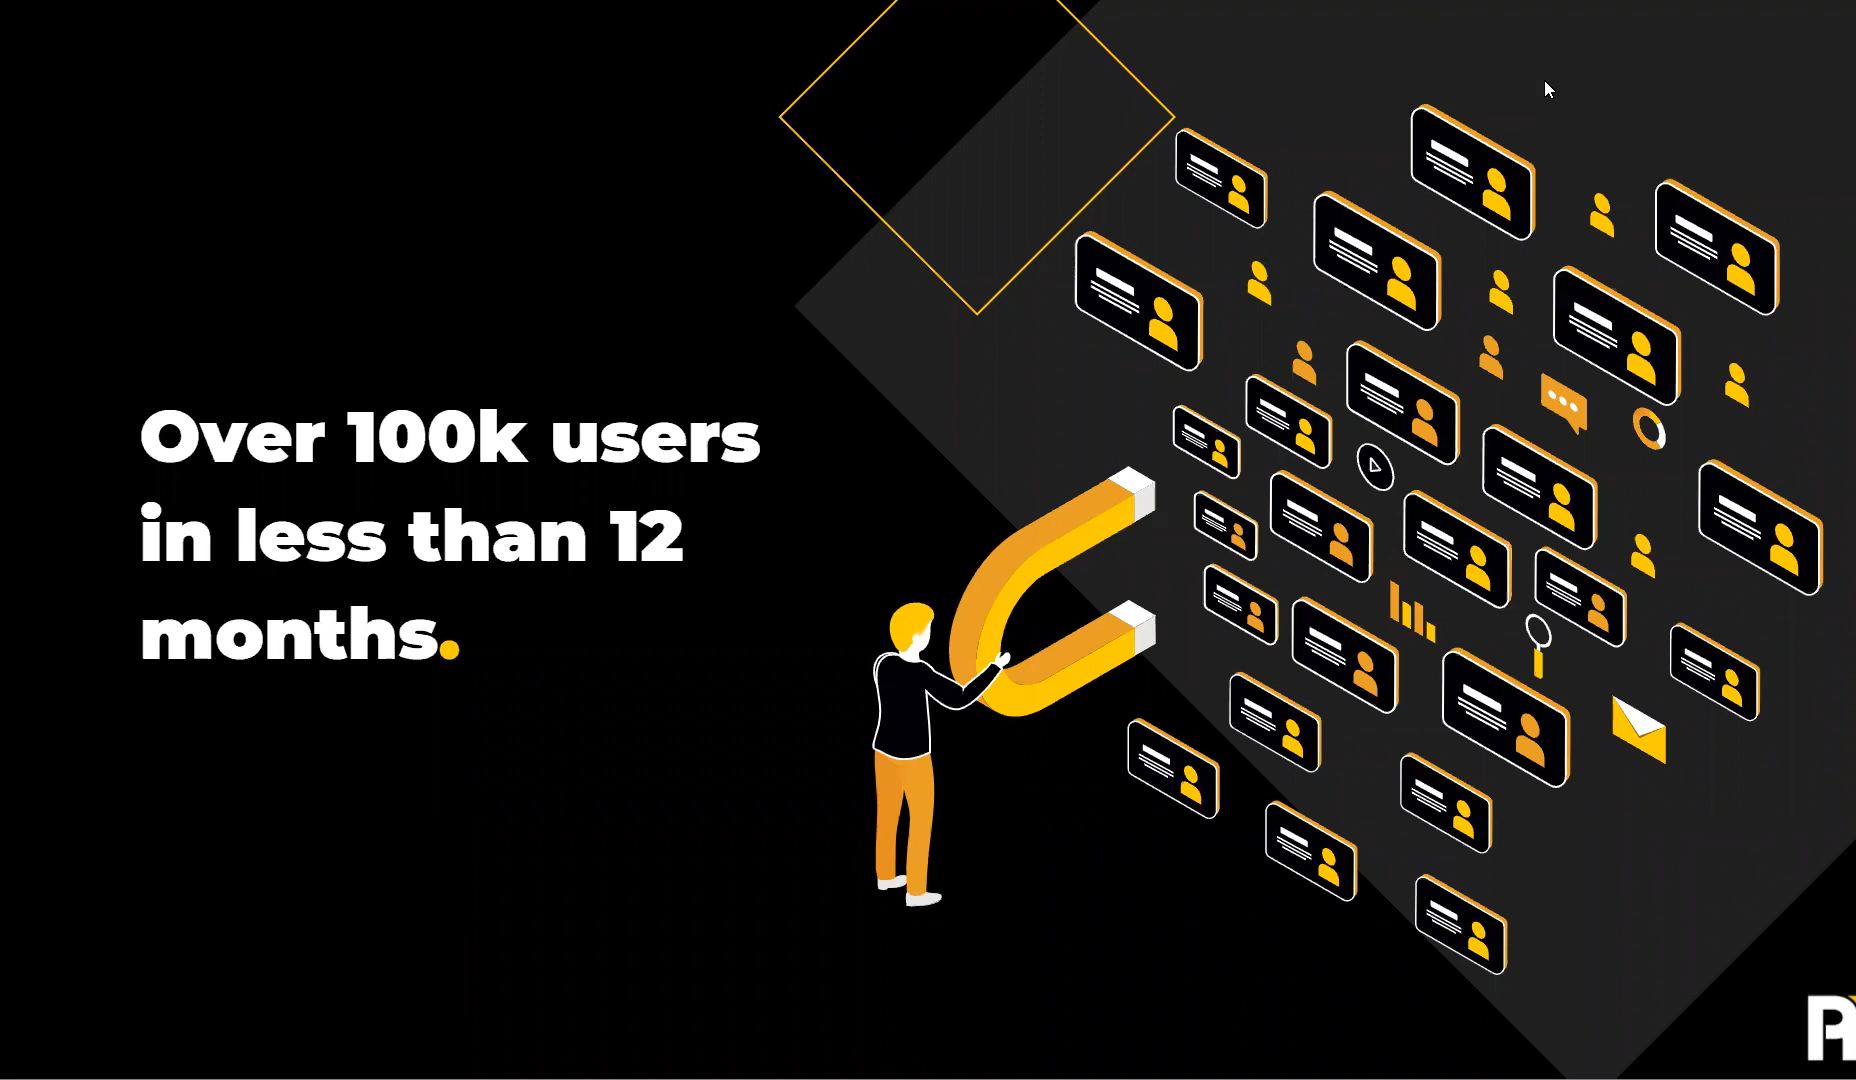 Over 100k users
in less than 12
months.